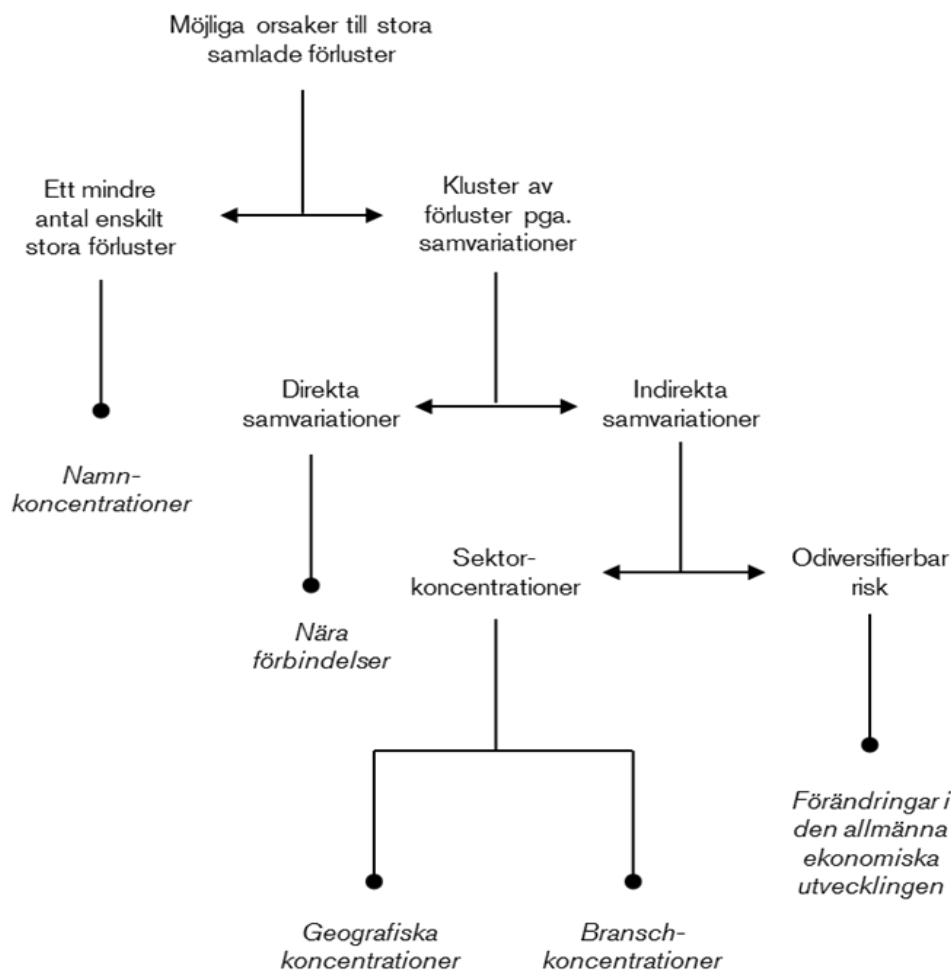 Möjliga orsaker till stora
samlade förluster
Ett mindre
antal enskilt
stora förluster
Kluster av
förluster pga.
samvariationer
Direkta
samvariationer
Indirekta
samvariationer
Namn-
koncentrationer
Sektor-
koncentrationer
Odiversifierbar
risk
Nära
förbindelser
Förändringar i
den allmänna
ekonomiska
utvecklingen
Geografiska
koncentrationer
Bransch-
koncentrationer